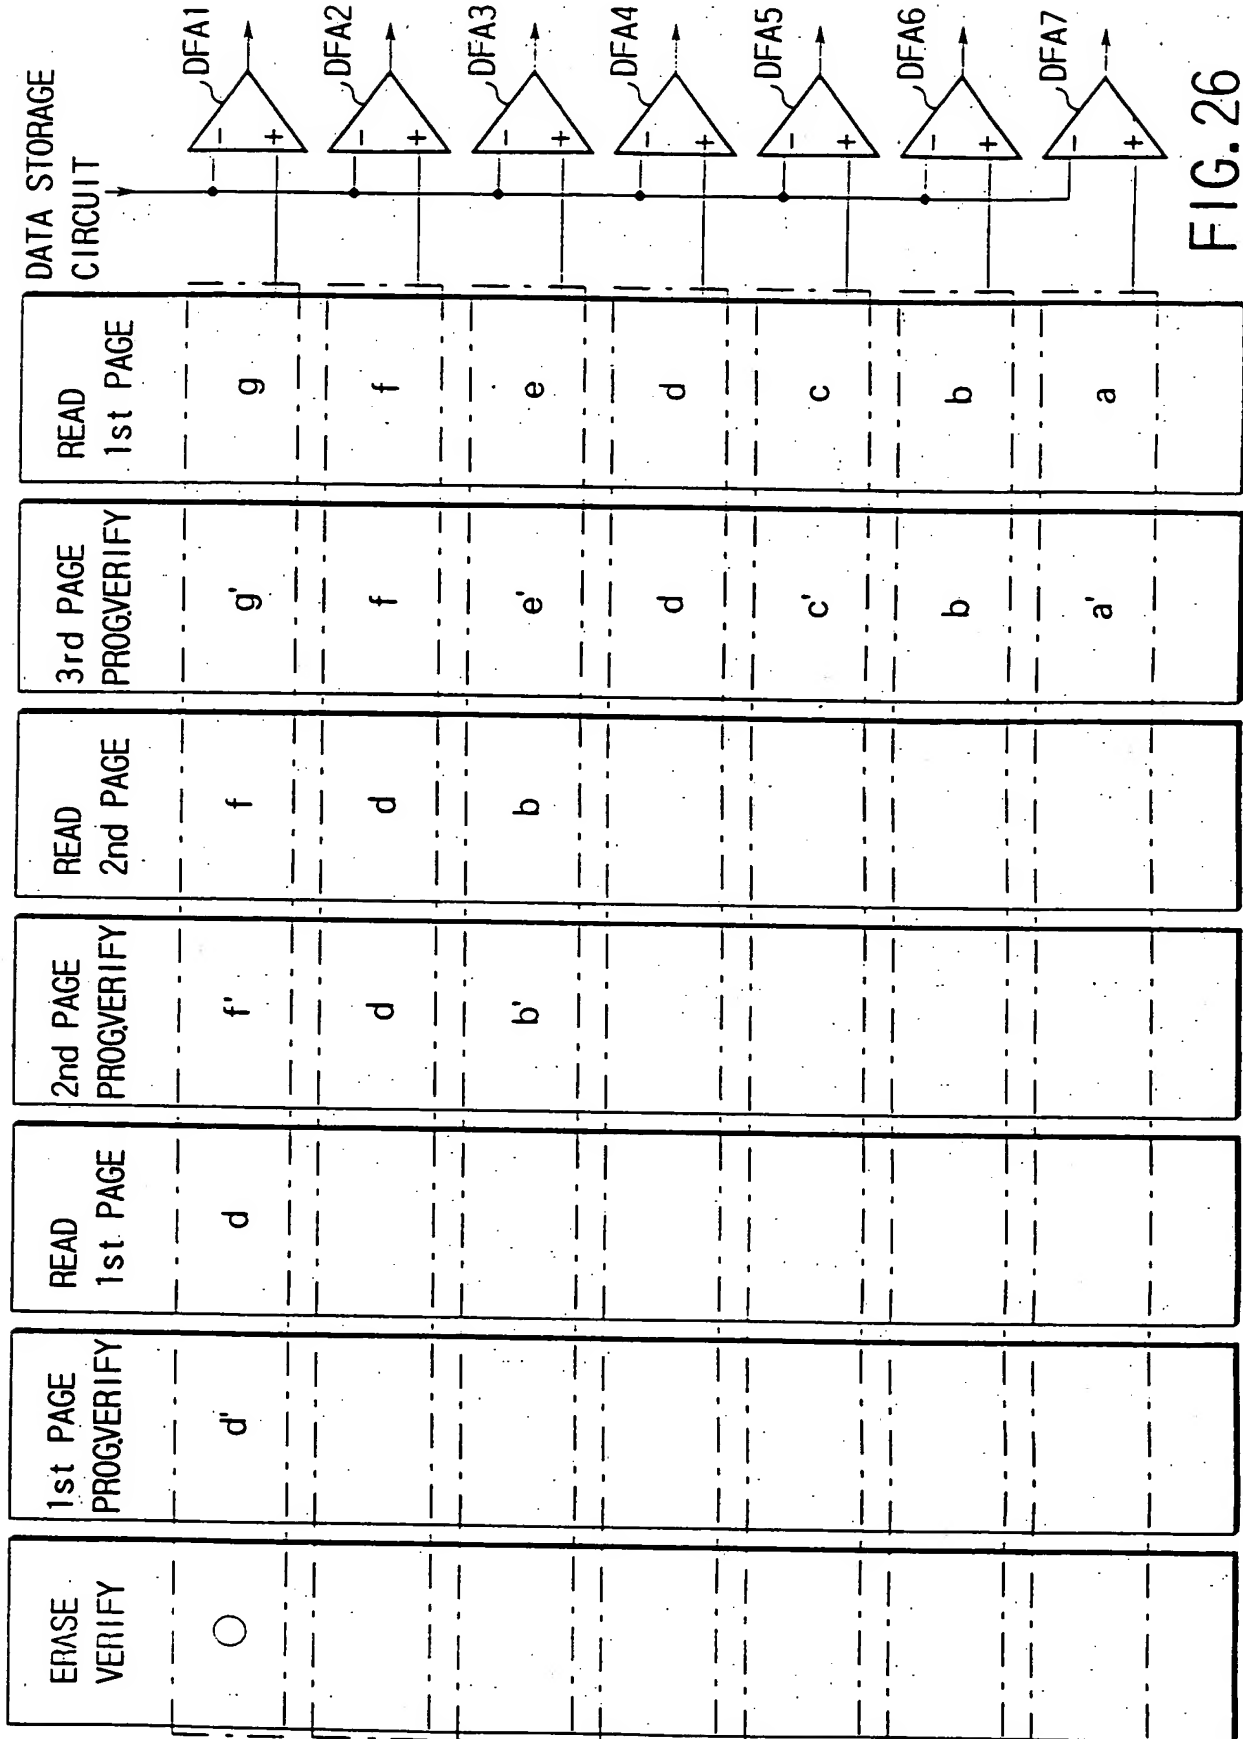 DATA STORAGE
CIRCUIT
READ
1st PAGE
3rd PAGE
PROG.VERIFY
READ
2nd PAGE
2nd PAGE
PROG.VERIFY
READ
1st PAGE
1st PAGE
PROG.VERIFY
ERASE
VERIFY
DFA1
- +
g
g'
f
f'
d
d'
○
DFA2
- +
f
f
d
d
DFA3
- +
e
e'
b
b'
DFA4
- +
d
d
DFA5
- +
c
c'
DFA6
- +
b
b
DFA7
- +
a
a'
FIG. 26